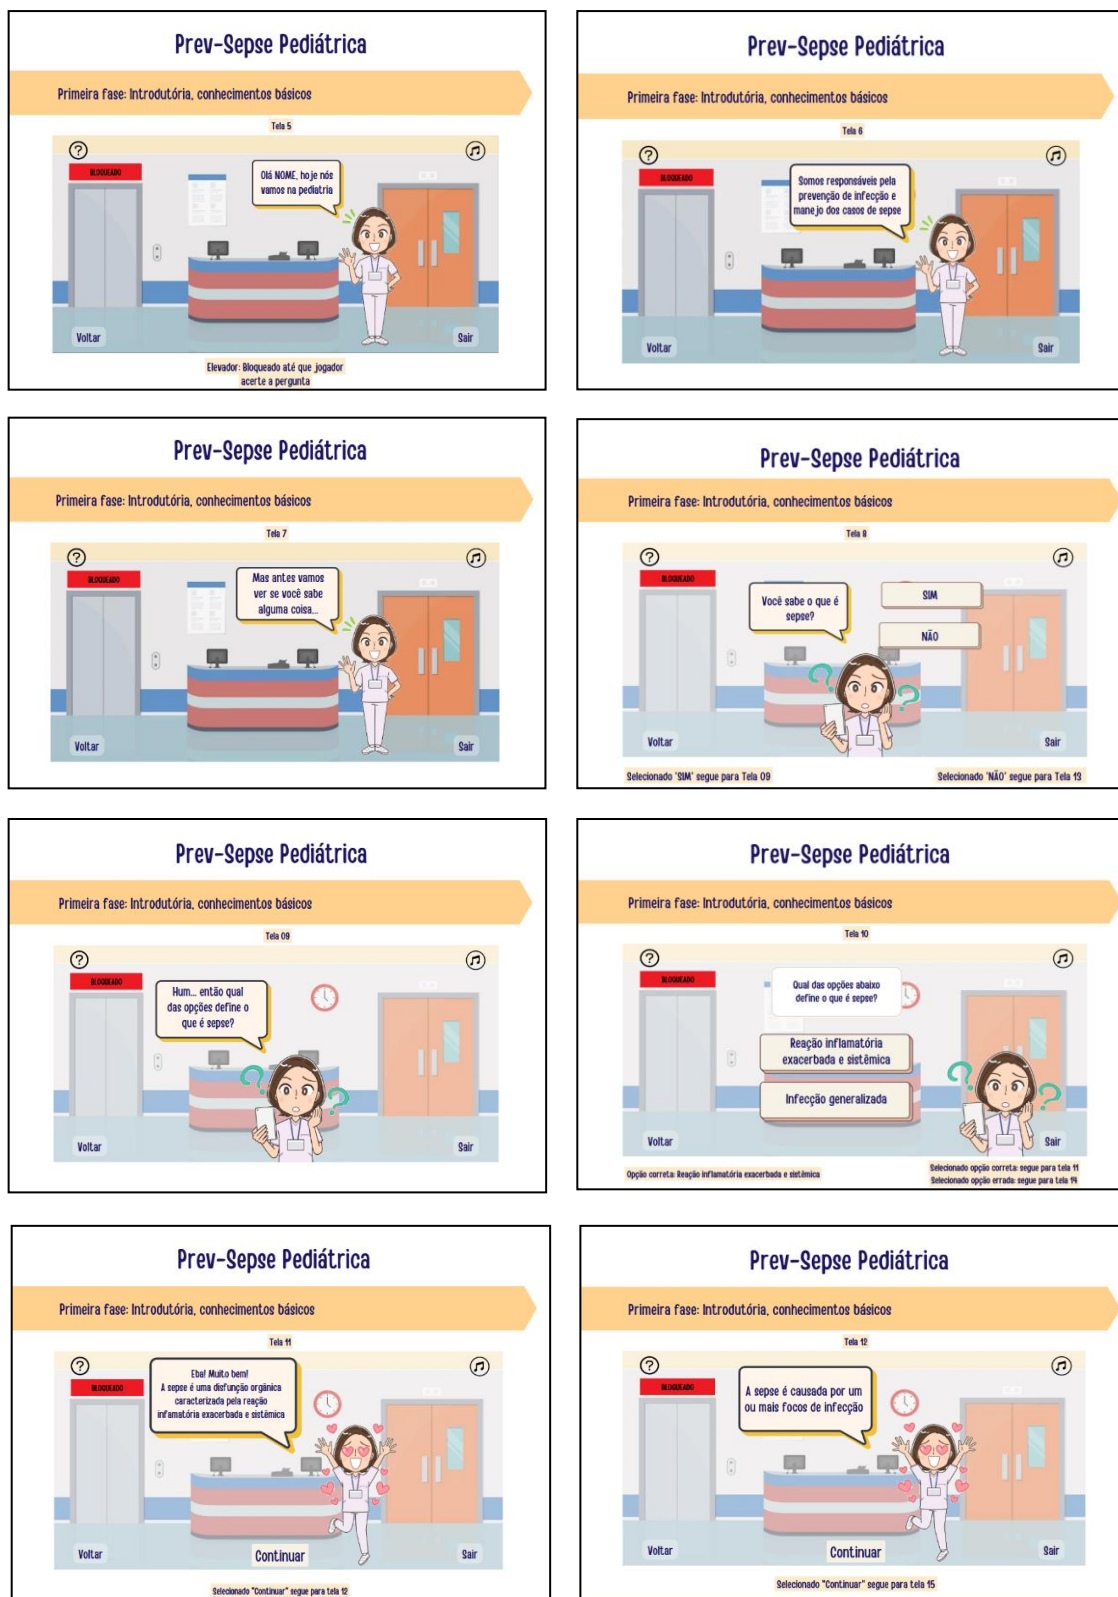 Prev-Sepse Pediátrica
Primeira fase: Introdutória, conhecimentos básicos
Tela 5
?
BLOQUEADO
Olá NOME, hoje nós
vamos na pediatria
Voltar
Sair
Elevador: Bloqueado até que jogador
acerte a pergunta
Prev-Sepse Pediátrica
Primeira fase: Introdutória, conhecimentos básicos
Tela 6
?
BLOQUEADO
Somos responsáveis pela
prevenção de infecção e
manejo dos casos de sepse
Voltar
Sair
Prev-Sepse Pediátrica
Primeira fase: Introdutória, conhecimentos básicos
Tela 7
?
BLOQUEADO
Mas antes vamos
ver se você sabe
alguma coisa...
Voltar
Sair
Prev-Sepse Pediátrica
Primeira fase: Introdutória, conhecimentos básicos
Tela 8
?
BLOQUEADO
Você sabe o que é
sepse?
SIM
NÃO
Voltar
Sair
Selecionado 'SIM' segue para Tela 09
Selecionado 'NÃO' segue para Tela 13
Prev-Sepse Pediátrica
Primeira fase: Introdutória, conhecimentos básicos
Tela 09
?
BLOQUEADO
Hum... então qual
das opções define o
que é sepse?
Voltar
Sair
Prev-Sepse Pediátrica
Primeira fase: Introdutória, conhecimentos básicos
Tela 10
?
BLOQUEADO
Qual das opções abaixo
define o que é sepse?
Reação inflamatória
exacerbada e sistêmica
Infecção generalizada
Voltar
Sair
Opção correta: Reação inflamatória exacerbada e sistêmica
Selecionado opção correta: segue para tela 11
Selecionado opção errada: segue para tela 14
Prev-Sepse Pediátrica
Primeira fase: Introdutória, conhecimentos básicos
Tela 11
?
BLOQUEADO
Eba! Muito bem!
A sepse é uma disfunção orgânica
caracterizada pela reação
infamatória exacerbada e sistêmica
Voltar
Continuar
Sair
Selecionado "Continuar" segue para tela 12
Prev-Sepse Pediátrica
Primeira fase: Introdutória, conhecimentos básicos
Tela 12
?
BLOQUEADO
A sepse é causada por um
ou mais focos de infecção
Voltar
Continuar
Sair
Selecionado "Continuar" segue para tela 15